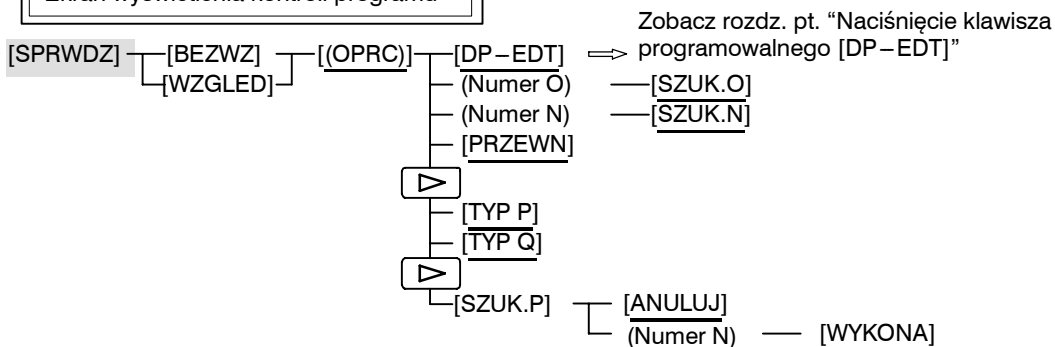 Ekran wyświetlenia kontroli programu
Zobacz rozdz. pt. “Naciśnięcie klawisza
programowalnego [DP–EDT]”
[SPRWDZ] [BEZWZ] [(OPRC)] [DP–EDT]
[WZGLED] (Numer O) [SZUK.O]
(Numer N) [SZUK.N]
[PRZEWN]
[TYP P]
[TYP Q]
[SZUK.P] [ANULUJ]
(Numer N) [WYKONA]